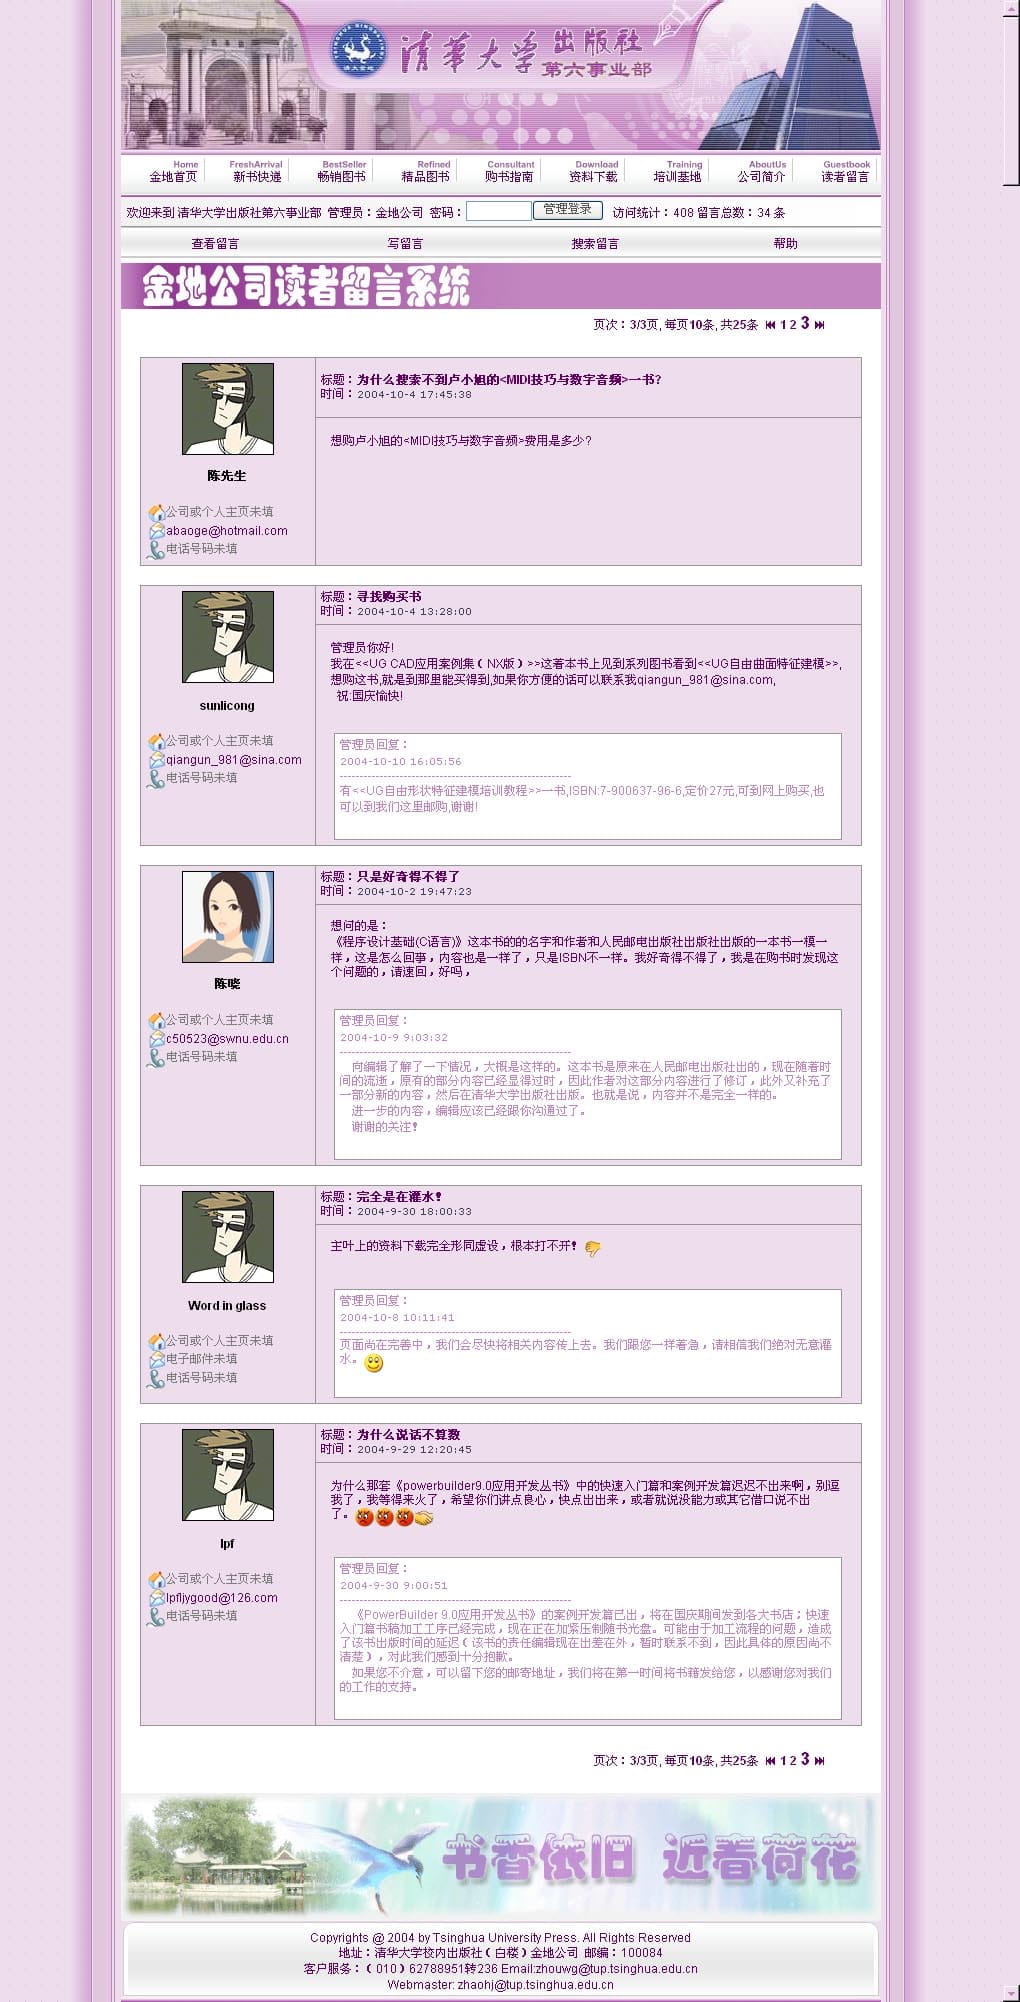 清華大学出版社
第六事业部
Home FreshArrival BestSeller Refined Consultant Download Training AboutUs Guestbook
金地首页 新书快递 畅销图书 精品图书 购书指南 资料下载 培训基地 公司简介 读者留言
欢迎来到 清华大学出版社第六事业部 管理员：金地公司 密码： 管理登录 访问统计：408 留言总数：34 条
查看留言 写留言 搜索留言 帮助
金地公司读者留言系统
页次：3/3页, 每页10条, 共25条 1 2 3
标题：为什么搜索不到卢小旭的<MIDI技巧与数字音频>一书?
时间：2004-10-4 17:45:38
想购卢小旭的<MIDI技巧与数字音频>费用是多少?
陈先生
公司或个人主页未填
abaoge@hotmail.com
电话号码未填
标题：寻找购买书
时间：2004-10-4 13:28:00
管理员你好!
我在<<UG CAD应用案例集（NX版）>>这着本书上见到系列图书看到<<UG自由曲面特征建模>>,
想购这书,就是到那里能买得到,如果你方便的话可以联系我qiangun_981@sina.com,
祝:国庆愉快!
sunlicong
公司或个人主页未填
qiangun_981@sina.com
电话号码未填
管理员回复：
2004-10-10 16:05:56
----------------------------------------------------------
有<<UG自由形状特征建模培训教程>>一书,ISBN:7-900637-96-6,定价27元,可到网上购买,也
可以到我们这里邮购,谢谢!
标题：只是好奇得不得了
时间：2004-10-2 19:47:23
想问的是：
《程序设计基础(C语言)》这本书的的名字和作者和人民邮电出版社出版社出版的一本书一模一
样，这是怎么回事，内容也是一样了，只是ISBN不一样。我好奇得不得了，我是在购书时发现这
个问题的，请速回，好吗，
陈晓
公司或个人主页未填
c50523@swnu.edu.cn
电话号码未填
管理员回复：
2004-10-9 9:03:32
----------------------------------------------------------
向编辑了解了一下情况，大概是这样的。这本书是原来在人民邮电出版社出的，现在随著时
间的流逝，原有的部分内容已经显得过时，因此作者对这部分内容进行了修订，此外又补充了
一部分新的内容，然后在清华大学出版社出版。也就是说，内容并不是完全一样的。
进一步的内容，编辑应该已经跟你沟通过了。
谢谢的关注！
标题：完全是在灌水！
时间：2004-9-30 18:00:33
主叶上的资料下载完全形同虚设，根本打不开！
Word in glass
公司或个人主页未填
电子邮件未填
电话号码未填
管理员回复：
2004-10-8 10:11:41
----------------------------------------------------------
页面尚在完善中，我们会尽快将相关内容传上去。我们跟您一样著急，请相信我们绝对无意灌
水。
标题：为什么说话不算数
时间：2004-9-29 12:20:45
为什么那套《powerbuilder9.0应用开发丛书》中的快速入门篇和案例开发篇迟迟不出来啊，别逗
我了，我等得来火了，希望你们讲点良心，快点出出来，或者就说没能力或其它借口说不出
了。
lpf
公司或个人主页未填
lpfljygood@126.com
电话号码未填
管理员回复：
2004-9-30 9:00:51
----------------------------------------------------------
《PowerBuilder 9.0应用开发丛书》的案例开发篇已出，将在国庆期间发到各大书店；快速
入门篇书稿加工工序已经完成，现在正在加紧压制随书光盘。可能由于加工流程的问题，造成
了该书出版时间的延迟（该书的责任编辑现在出差在外，暂时联系不到，因此具体的原因尚不
清楚），对此我们感到十分抱歉。
如果您不介意，可以留下您的邮寄地址，我们将在第一时间将书籍发给您，以感谢您对我们
的工作的支持。
页次：3/3页, 每页10条, 共25条 1 2 3
书香依旧 近春荷花
Copyrights @ 2004 by Tsinghua University Press. All Rights Reserved
地址：清华大学校内出版社（白楼）金地公司 邮编：100084
客户服务：（010）62788951转236 Email:zhouwg@tup.tsinghua.edu.cn
Webmaster: zhaohj@tup.tsinghua.edu.cn